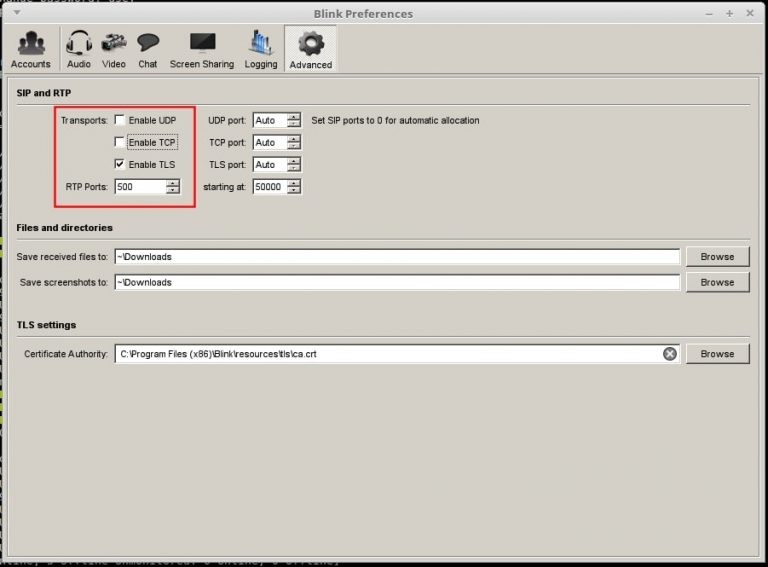 Blink Preferences
Accounts Audio Video Chat Screen Sharing Logging Advanced
SIP and RTP
Transports: Enable UDP UDP port: Auto Set SIP ports to 0 for automatic allocation
Enable TCP TCP port: Auto
Enable TLS TLS port: Auto
RTP Ports: 500 starting at: 50000
Files and directories
Save received files to: ~\Downloads Browse
Save screenshots to: ~\Downloads Browse
TLS settings
Certificate Authority: C:\Program Files (x86)\Blink\resources\tls\ca.crt Browse